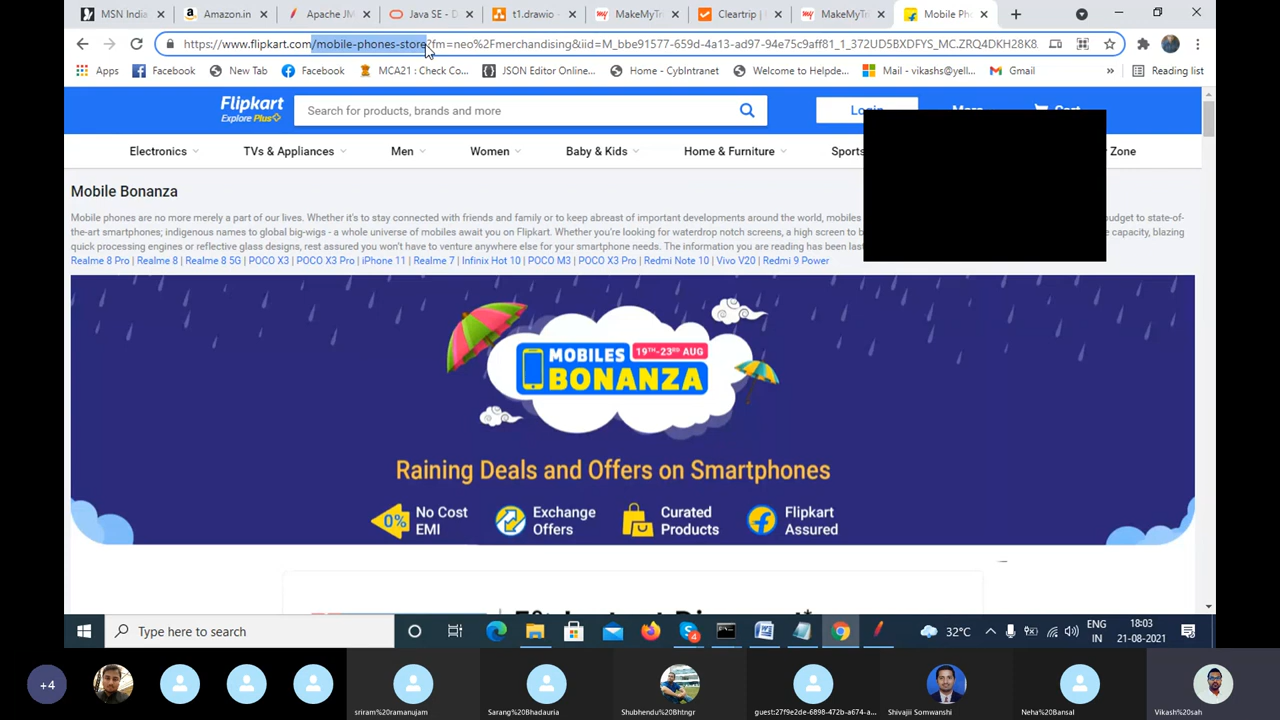 MSN India
Amazon.in
Apache JM
Java SE - D
t1.drawio
MakeMyTri
Cleartrip |
MakeMyTri
Mobile Ph
https://www.flipkart.com/mobile-phones-store?fm=neo%2Fmerchandising&iid=M_bbe91577-659d-4a13-ad97-94e75c9aff81_1_372UD5BXDFYS_MC.ZRQ4DKH28K8
Apps
Facebook
New Tab
Facebook
MCA21 : Check Co...
JSON Editor Online...
Home - CybIntranet
Welcome to Helpde...
Mail - vikashs@yell...
Gmail
»
Reading list
Flipkart
Explore Plus
Search for products, brands and more
Login
More
Cart
Electronics
TVs & Appliances
Men
Women
Baby & Kids
Home & Furniture
Sports
Zone
Mobile Bonanza
Mobile phones are no more merely a part of our lives. Whether it's to stay connected with friends and family or to keep abreast of important developments around the world, mobiles
udget to state-of-
the-art smartphones; indigenous names to global big-wigs - a whole universe of mobiles await you on Flipkart. Whether you're looking for waterdrop notch screens, a high screen to b
e capacity, blazing
quick processing engines or reflective glass designs, rest assured you won't have to venture anywhere else for your smartphone needs. The information you are reading has been last
Realme 8 Pro | Realme 8 | Realme 8 5G | POCO X3 | POCO X3 Pro | iPhone 11 | Realme 7 | Infinix Hot 10 | POCO M3 | POCO X3 Pro | Redmi Note 10 | Vivo V20 | Redmi 9 Power
MOBILES
19TH-23RD AUG
BONANZA
Raining Deals and Offers on Smartphones
0%
No Cost
EMI
Exchange
Offers
Curated
Products
Flipkart
Assured
Type here to search
4
32°C
ENG
IN
18:03
21-08-2021
+4
sriram ramanujam
Sarang%20Bhadauria
Shubhendu%20Bhtngr
guest:27f9e2de-6898-472b-a674-a...
Shivajii Somwanshi
Neha%20Bansal
Vikash%20sah